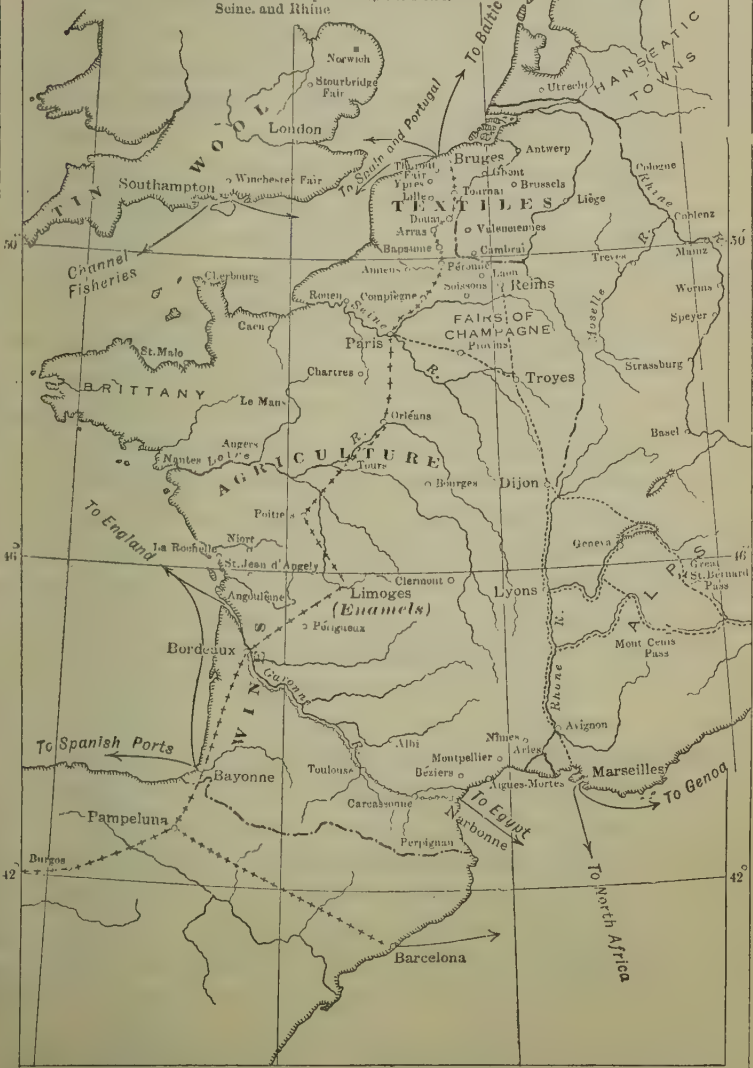 Seine. and Rhine
To Baltic
HANSEATIC
TOWNS
Norwich
Stourbridge
Fair
Utrecht
WOOL
London
To Spain and Portugal
Bruges
Antwerp
Cologne
Fair
Ghent
TIN
Southampton
Winchester Fair
Ypres
Brussels
Rhine
R.
Lille
Tournai
TEXTILES
Liège
Coblenz
Douai
Arras
Valenciennes
50°
50°
Channel
Fisheries
Bapaume
Cambrai
Treves
Mainz
Cherbourg
Amiens
Péronne
Laon
Rouen
Compiègne
Soissons
Reims
Worms
Seine
R.
Caen
FAIRS OF
CHAMPAGNE
Moselle
R.
Speyer
Paris
Provins
St. Malo
Strassburg
Chartres
Troyes
BRITTANY
Le Mans
Orléans
Basel
Angers
R.
Nantes
Loire
Tours
AGRICULTURE
Bourges
Dijon
To England
Poitiers
La Rochelle
Niort
Geneva
46°
46°
St. Jean d'Angely
Clermont
Great
St. Bernard
Pass
Angoulême
Limoges
(Enamels)
Lyons
ALPS
Périgueux
R.
Mont Cenis
Pass
Bordeaux
WINES
Garonne
R.
Rhone
Avignon
To Spanish Ports
Albi
Nîmes
Arles
Bayonne
Toulouse
Montpellier
Béziers
Marseilles
Aigues-Mortes
To Genoa
Carcassonne
Pampeluna
To Egypt
Narbonne
Perpignan
Burgos
42°
42°
To North Africa
Barcelona